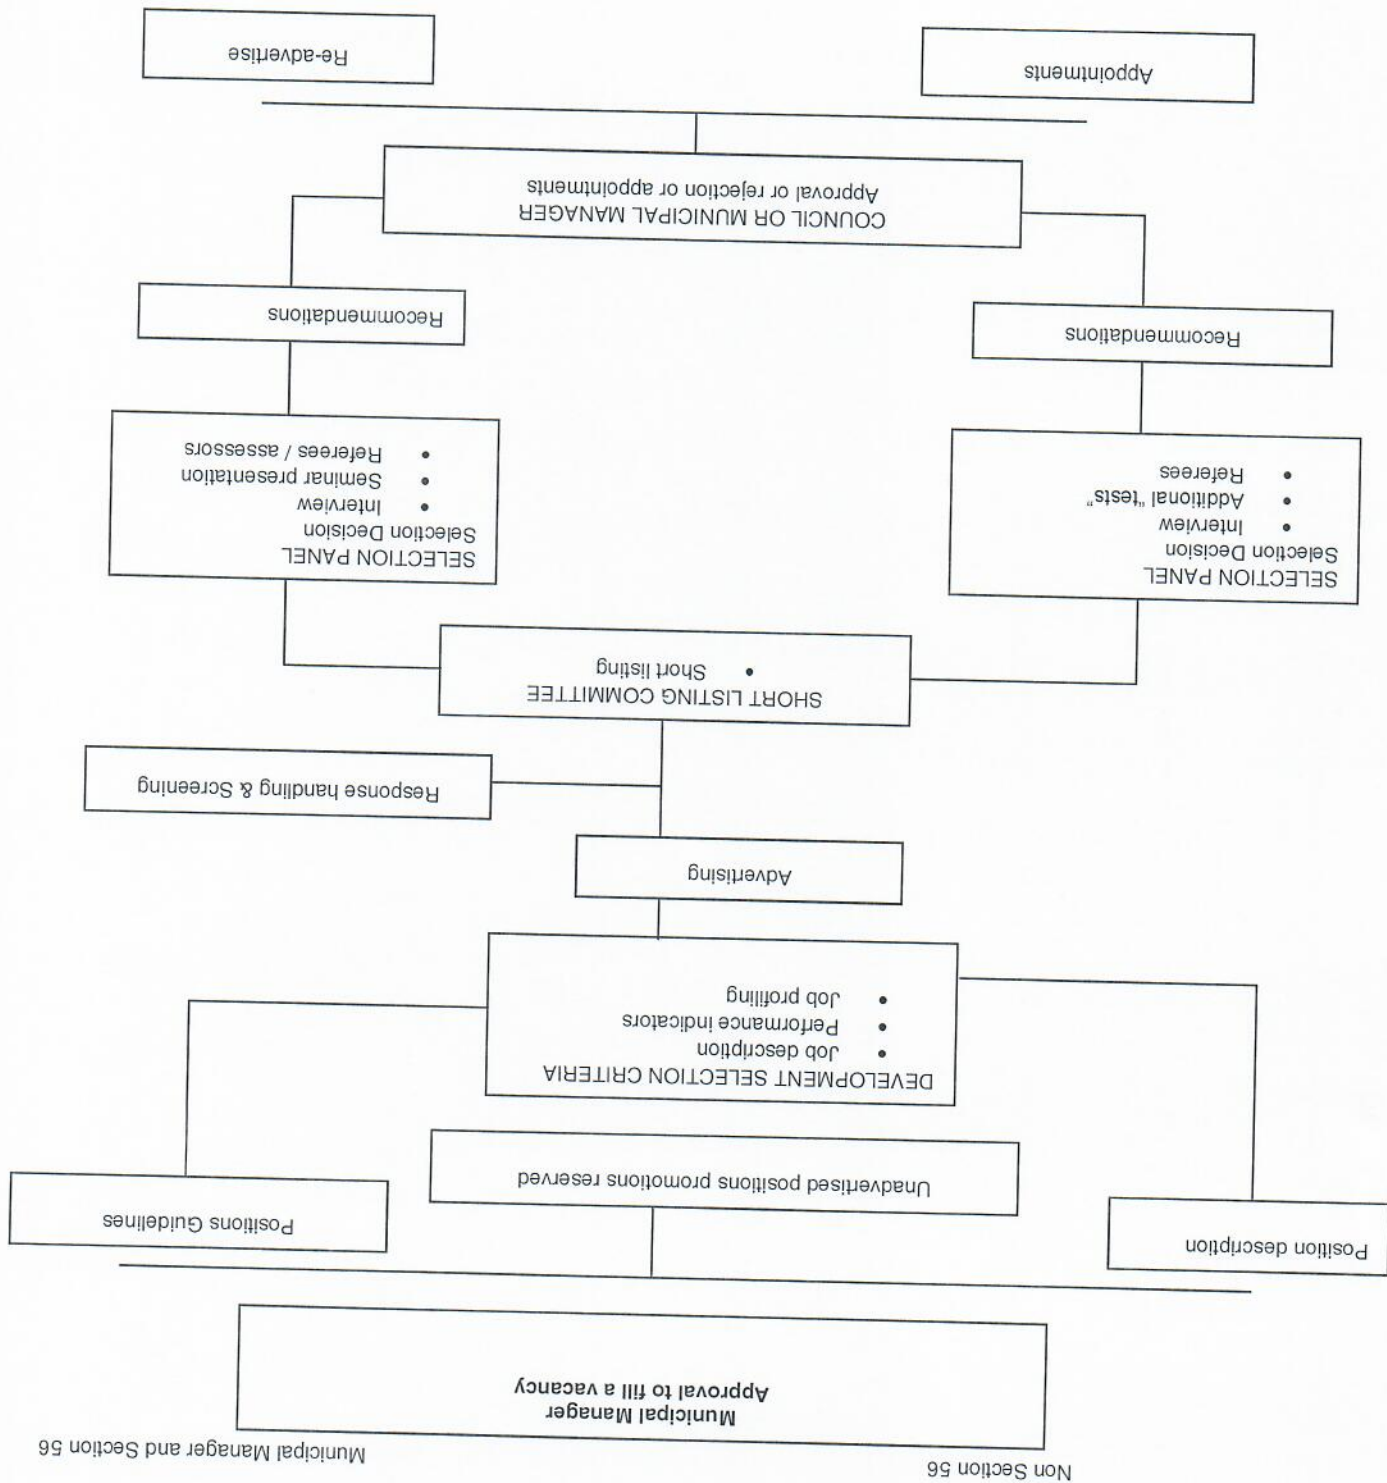 Non Section 56
Municipal Manager and Section 56
Municipal Manager
Approval to fill a vacancy
Position description
Unadvertised positions promotions reserved
Positions Guidelines
DEVELOPMENT SELECTION CRITERIA
• Job description
• Performance indicators
• Job profiling
Advertising
Response handling & Screening
SHORT LISTING COMMITTEE
• Short listing
SELECTION PANEL
Selection Decision
• Interview
• Additional "tests"
• Referees
SELECTION PANEL
Selection Decision
• Interview
• Seminar presentation
• Referees / assessors
Recommendations
Recommendations
COUNCIL OR MUNICIPAL MANAGER
Approval or rejection or appointments
Appointments
Re-advertise